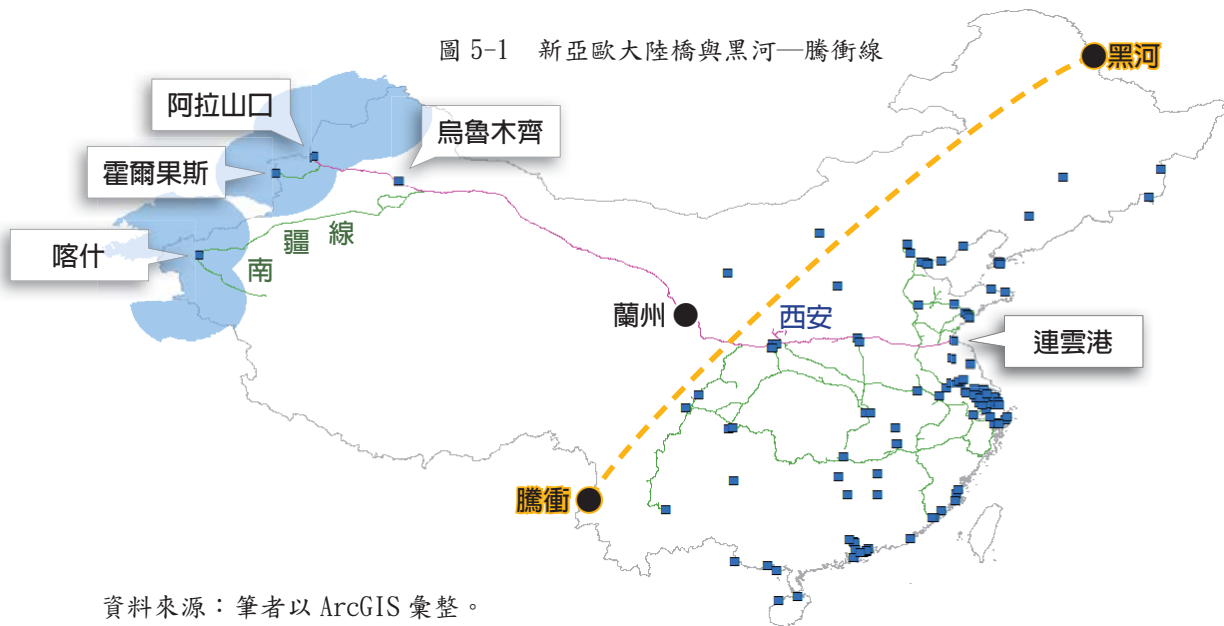 圖 5-1 新亞歐大陸橋與黑河—騰衝線
黑河
阿拉山口
烏魯木齊
霍爾果斯
喀什
南疆線
蘭州
西安
連雲港
騰衝
資料來源：筆者以 ArcGIS 彙整。